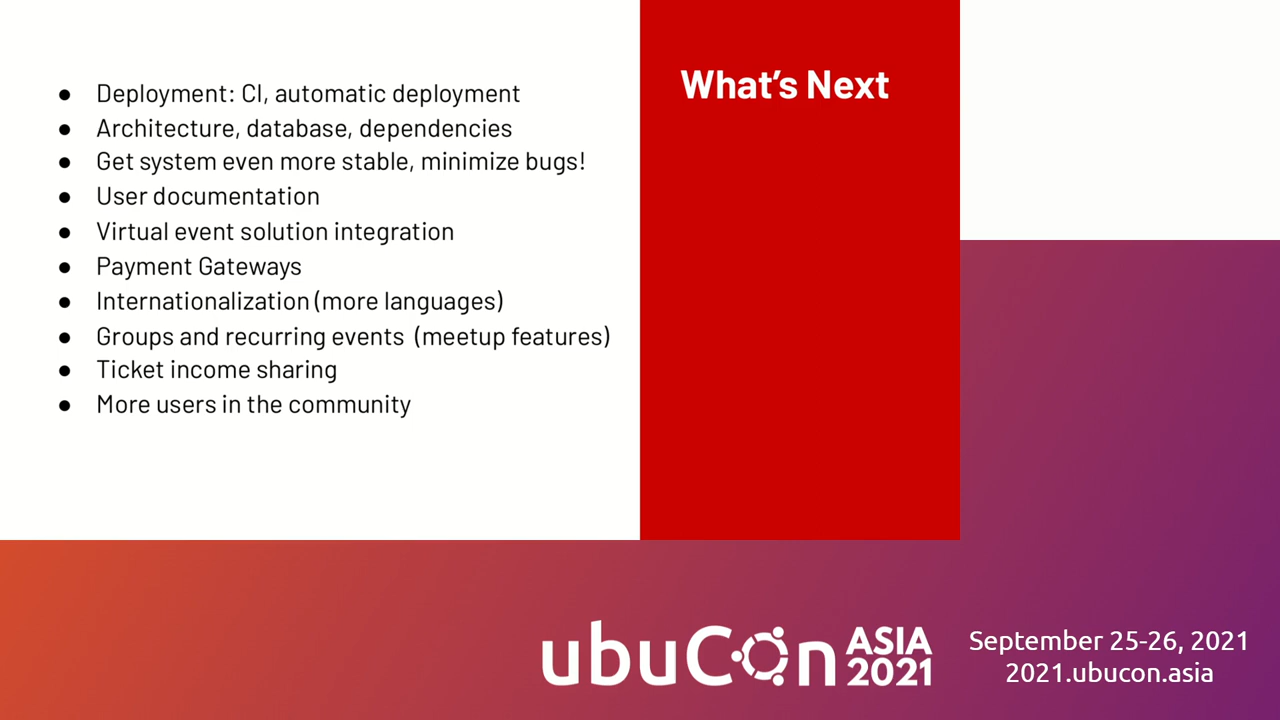 ● Deployment: CI, automatic deployment
● Architecture, database, dependencies
● Get system even more stable, minimize bugs!
● User documentation
● Virtual event solution integration
● Payment Gateways
● Internationalization (more languages)
● Groups and recurring events (meetup features)
● Ticket income sharing
● More users in the community
What's Next
ubuCon ASIA 2021
September 25-26, 2021
2021.ubucon.asia